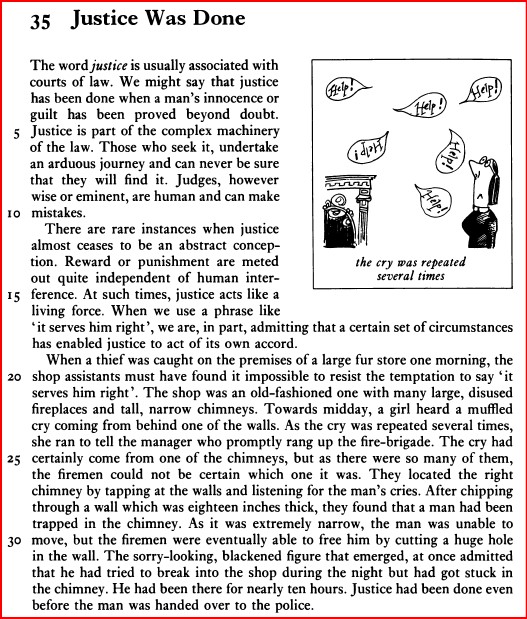 35 Justice Was Done
The word justice is usually associated with
courts of law. We might say that justice
has been done when a man's innocence or
guilt has been proved beyond doubt.
5 Justice is part of the complex machinery
of the law. Those who seek it, undertake
an arduous journey and can never be sure
that they will find it. Judges, however
wise or eminent, are human and can make
10 mistakes.
There are rare instances when justice
almost ceases to be an abstract concep-
tion. Reward or punishment are meted
out quite independent of human inter-
15 ference. At such times, justice acts like a
living force. When we use a phrase like
Help!
Help!
Help!
Help!
Help!
Help!
the cry was repeated
several times
'it serves him right', we are, in part, admitting that a certain set of circumstances
has enabled justice to act of its own accord.
When a thief was caught on the premises of a large fur store one morning, the
20 shop assistants must have found it impossible to resist the temptation to say 'it
serves him right'. The shop was an old-fashioned one with many large, disused
fireplaces and tall, narrow chimneys. Towards midday, a girl heard a muffled
cry coming from behind one of the walls. As the cry was repeated several times,
she ran to tell the manager who promptly rang up the fire-brigade. The cry had
25 certainly come from one of the chimneys, but as there were so many of them,
the firemen could not be certain which one it was. They located the right
chimney by tapping at the walls and listening for the man's cries. After chipping
through a wall which was eighteen inches thick, they found that a man had been
trapped in the chimney. As it was extremely narrow, the man was unable to
30 move, but the firemen were eventually able to free him by cutting a huge hole
in the wall. The sorry-looking, blackened figure that emerged, at once admitted
that he had tried to break into the shop during the night but had got stuck in
the chimney. He had been there for nearly ten hours. Justice had been done even
before the man was handed over to the police.